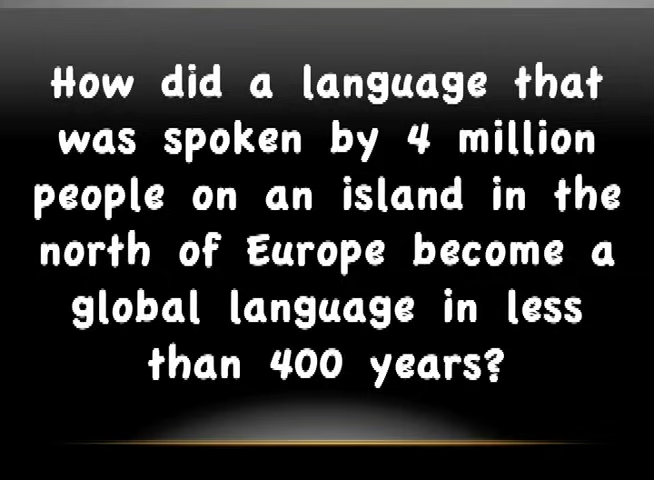 How did a language that
was spoken by 4 million
people on an island in the
north of Europe become a
global language in less
than 400 years?